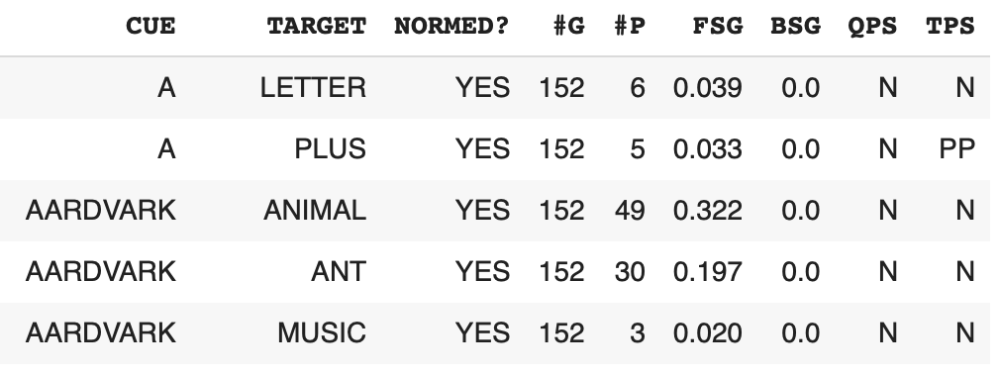 CUE TARGET NORMED? #G #P FSG BSG QPS TPS
A LETTER YES 152 6 0.039 0.0 N N
A PLUS YES 152 5 0.033 0.0 N PP
AARDVARK ANIMAL YES 152 49 0.322 0.0 N N
AARDVARK ANT YES 152 30 0.197 0.0 N N
AARDVARK MUSIC YES 152 3 0.020 0.0 N N